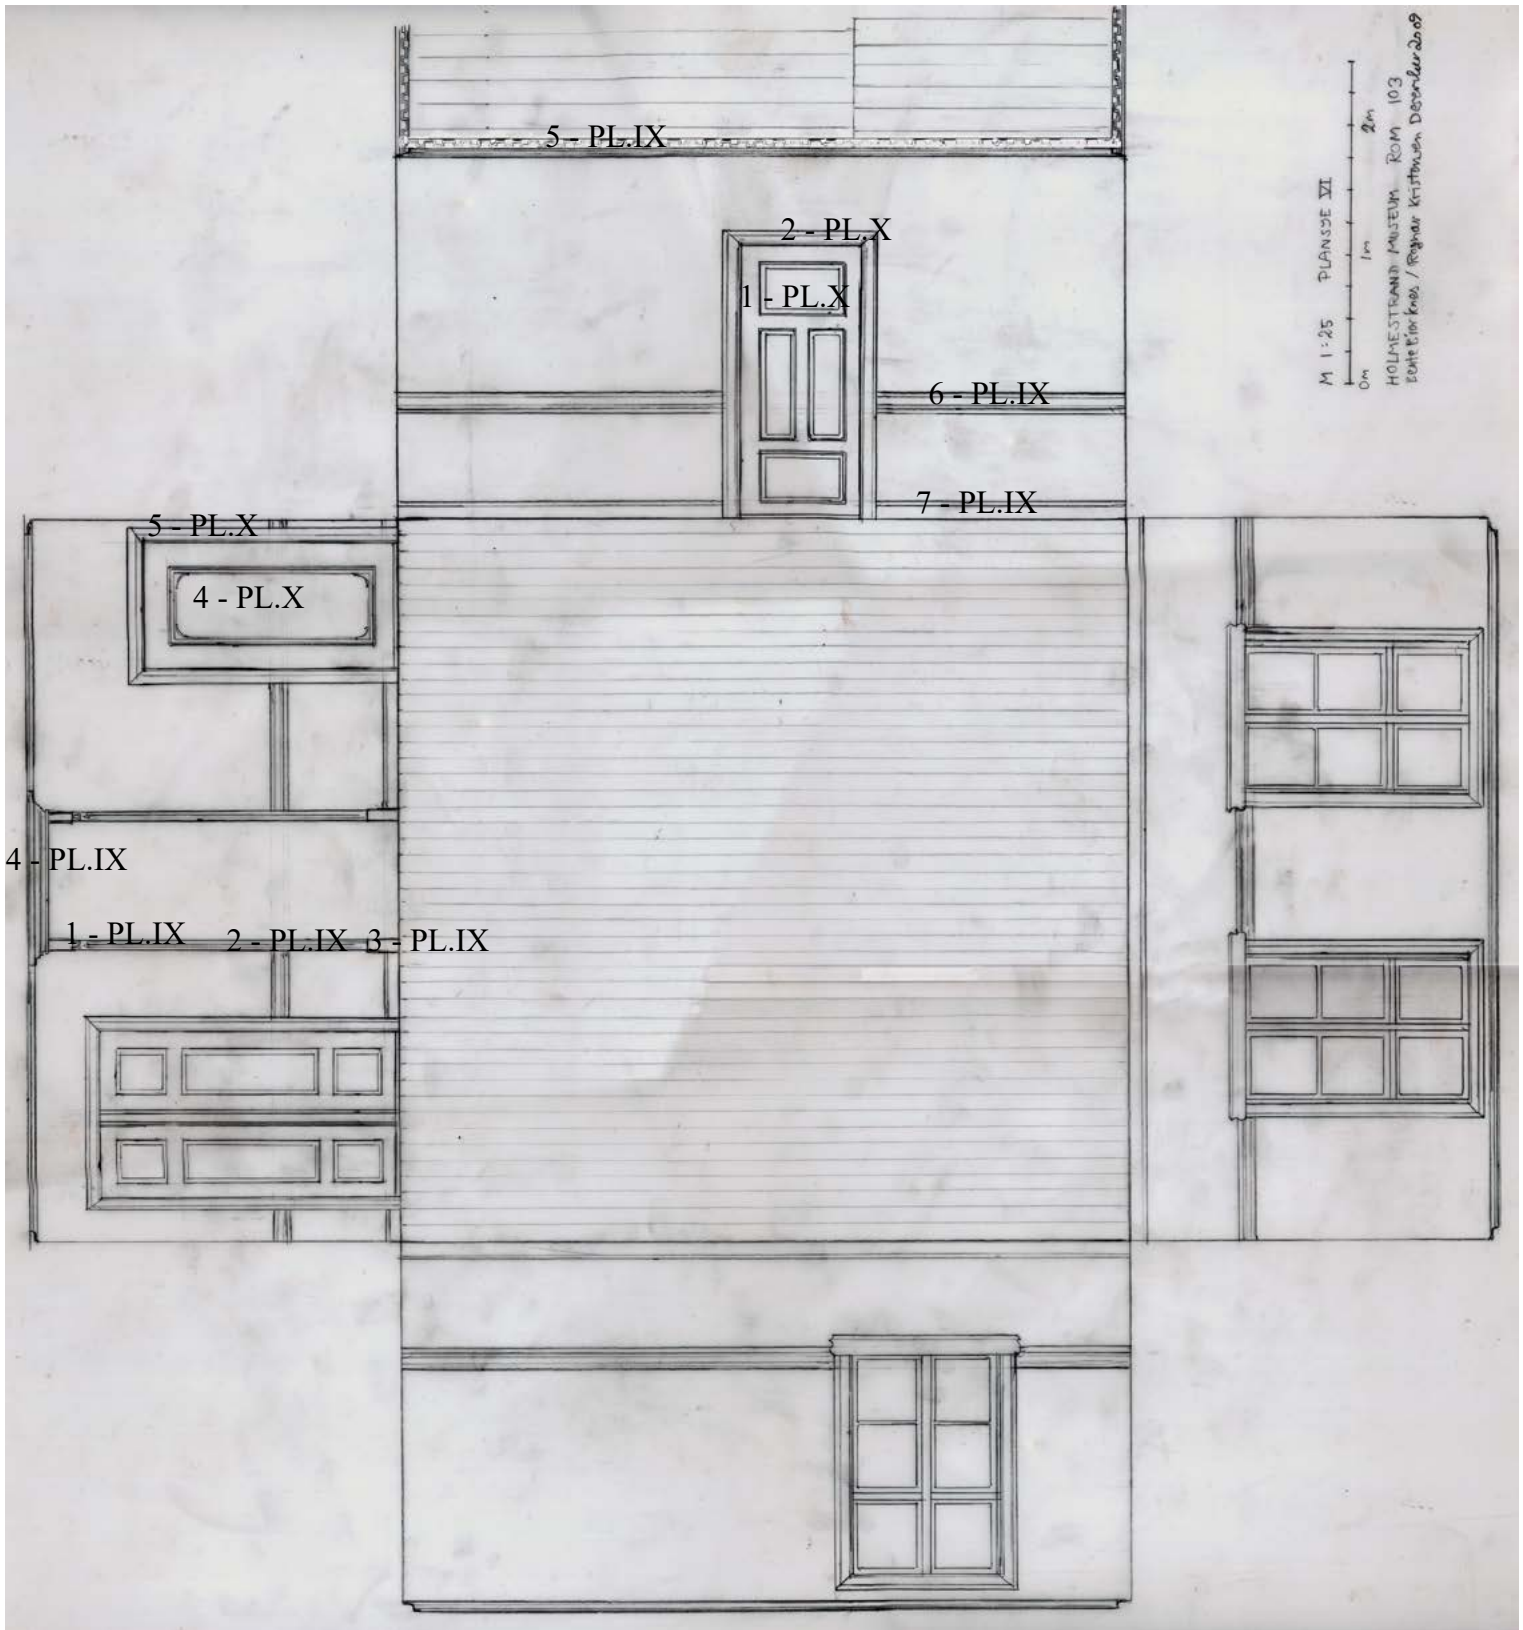 5 - PL.IX
2 - PL.X
1 - PL.X
6 - PL.IX
7 - PL.IX
5 - PL.X
4 - PL.X
4 - PL.IX
1 - PL.IX
2 - PL.IX
3 - PL.IX
M 1:25 PLANSJE VI
0m 1m 2m
HOLMESTRAND MUSEUM ROM 103
/ Ragnar Kristensen Desember 2009